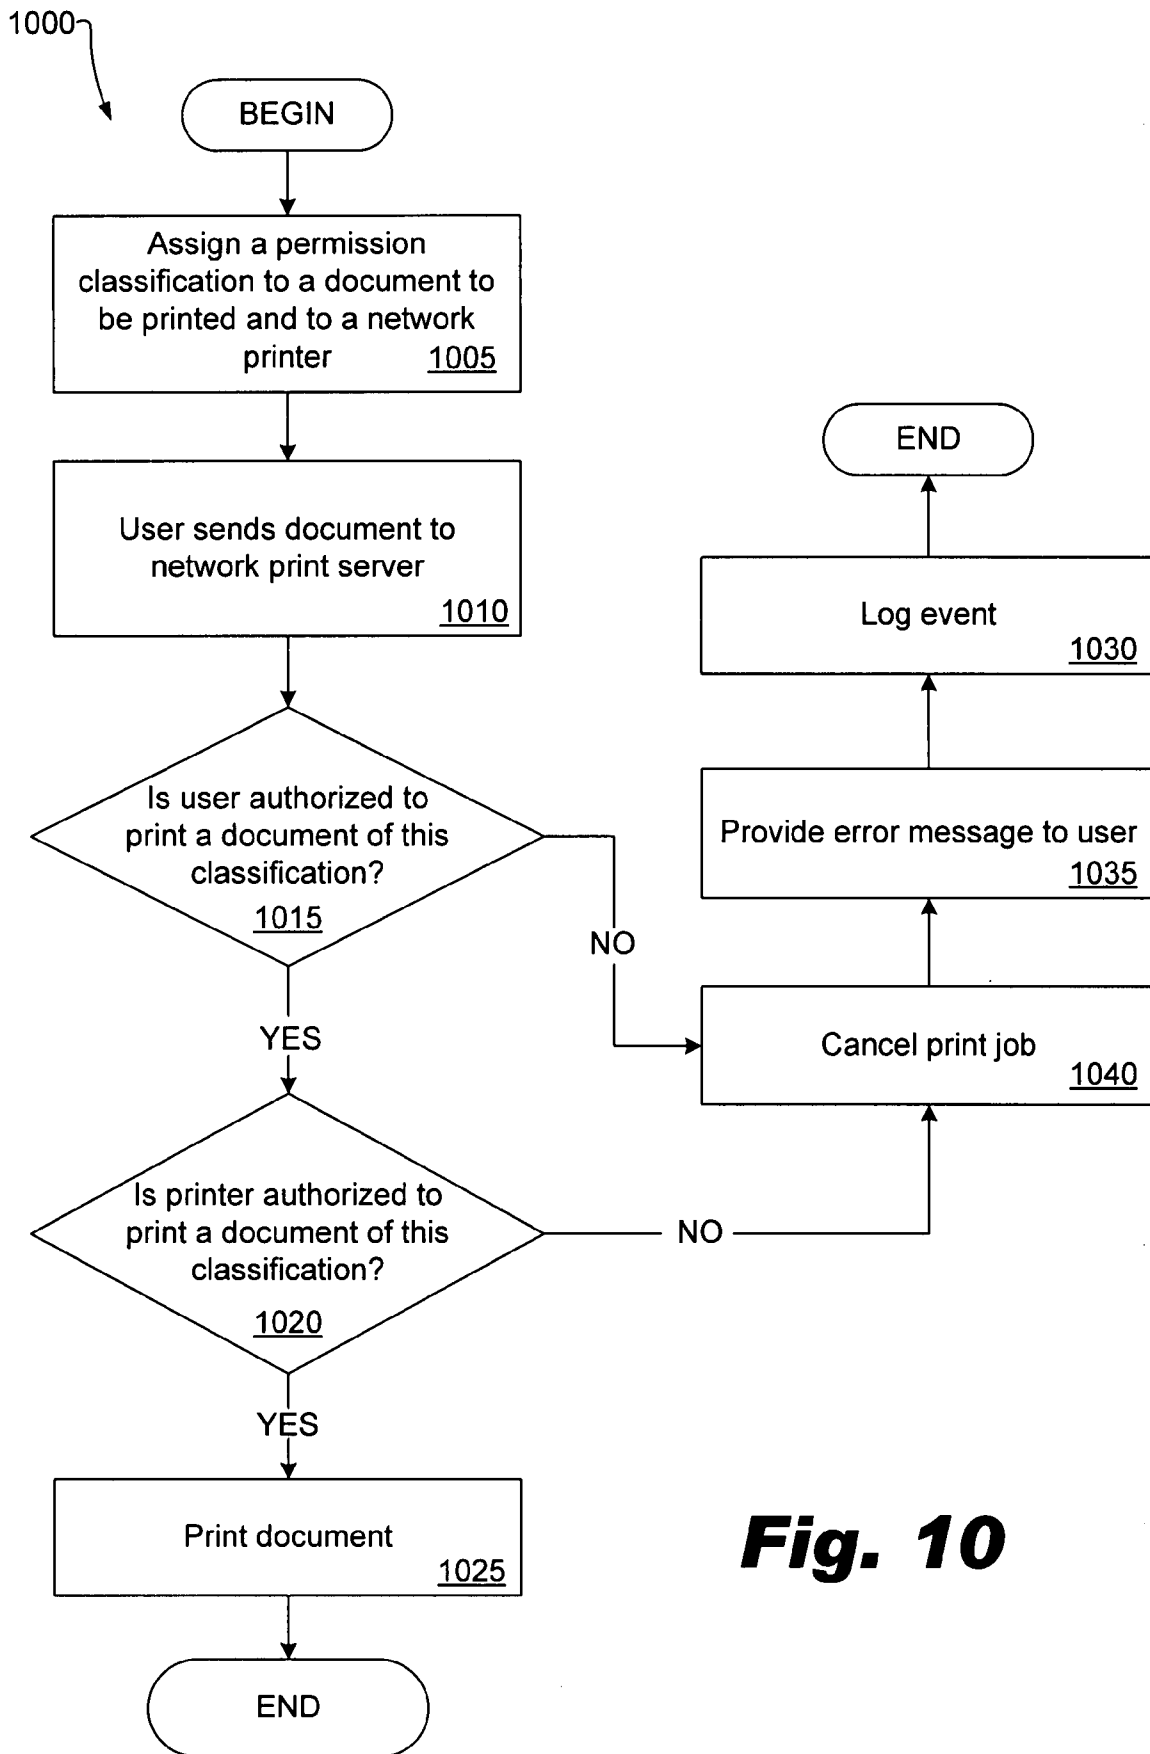 1000
BEGIN
Assign a permission
classification to a document to
be printed and to a network
printer 1005
User sends document to
network print server
1010
Is user authorized to
print a document of this
classification?
1015
NO
YES
Is printer authorized to
print a document of this
classification?
1020
NO
YES
Print document
1025
END
END
Log event
1030
Provide error message to user
1035
Cancel print job
1040
Fig. 10